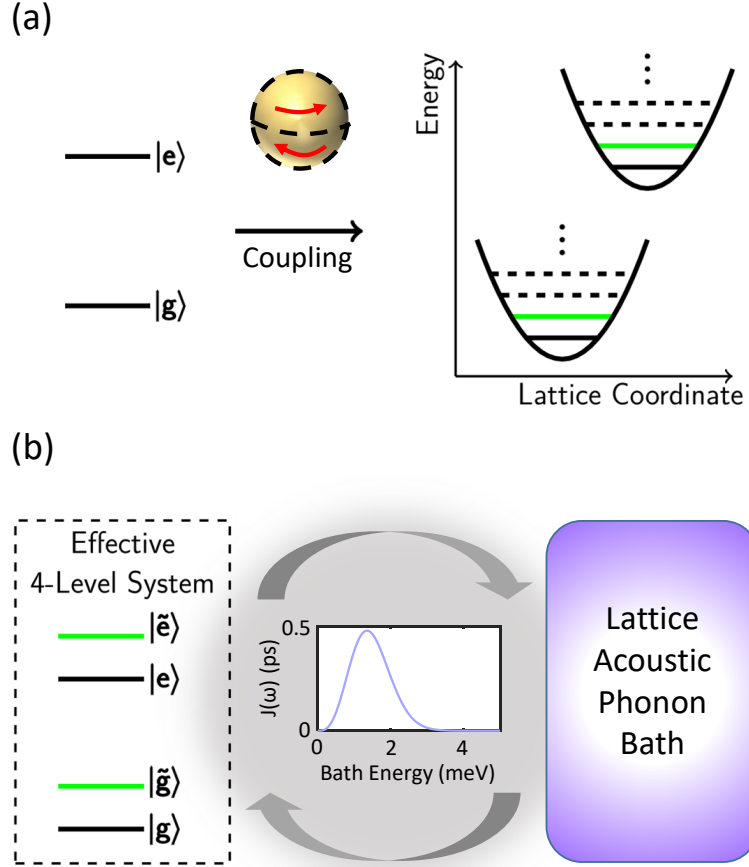 (a)
|e⟩
|g⟩
Coupling
Energy
Lattice Coordinate
(b)
Effective
4-Level System
|ẽ⟩
|e⟩
|g̃⟩
|g⟩
J(ω) (ps)
0.5
0
0
2
4
Bath Energy (meV)
Lattice
Acoustic
Phonon
Bath